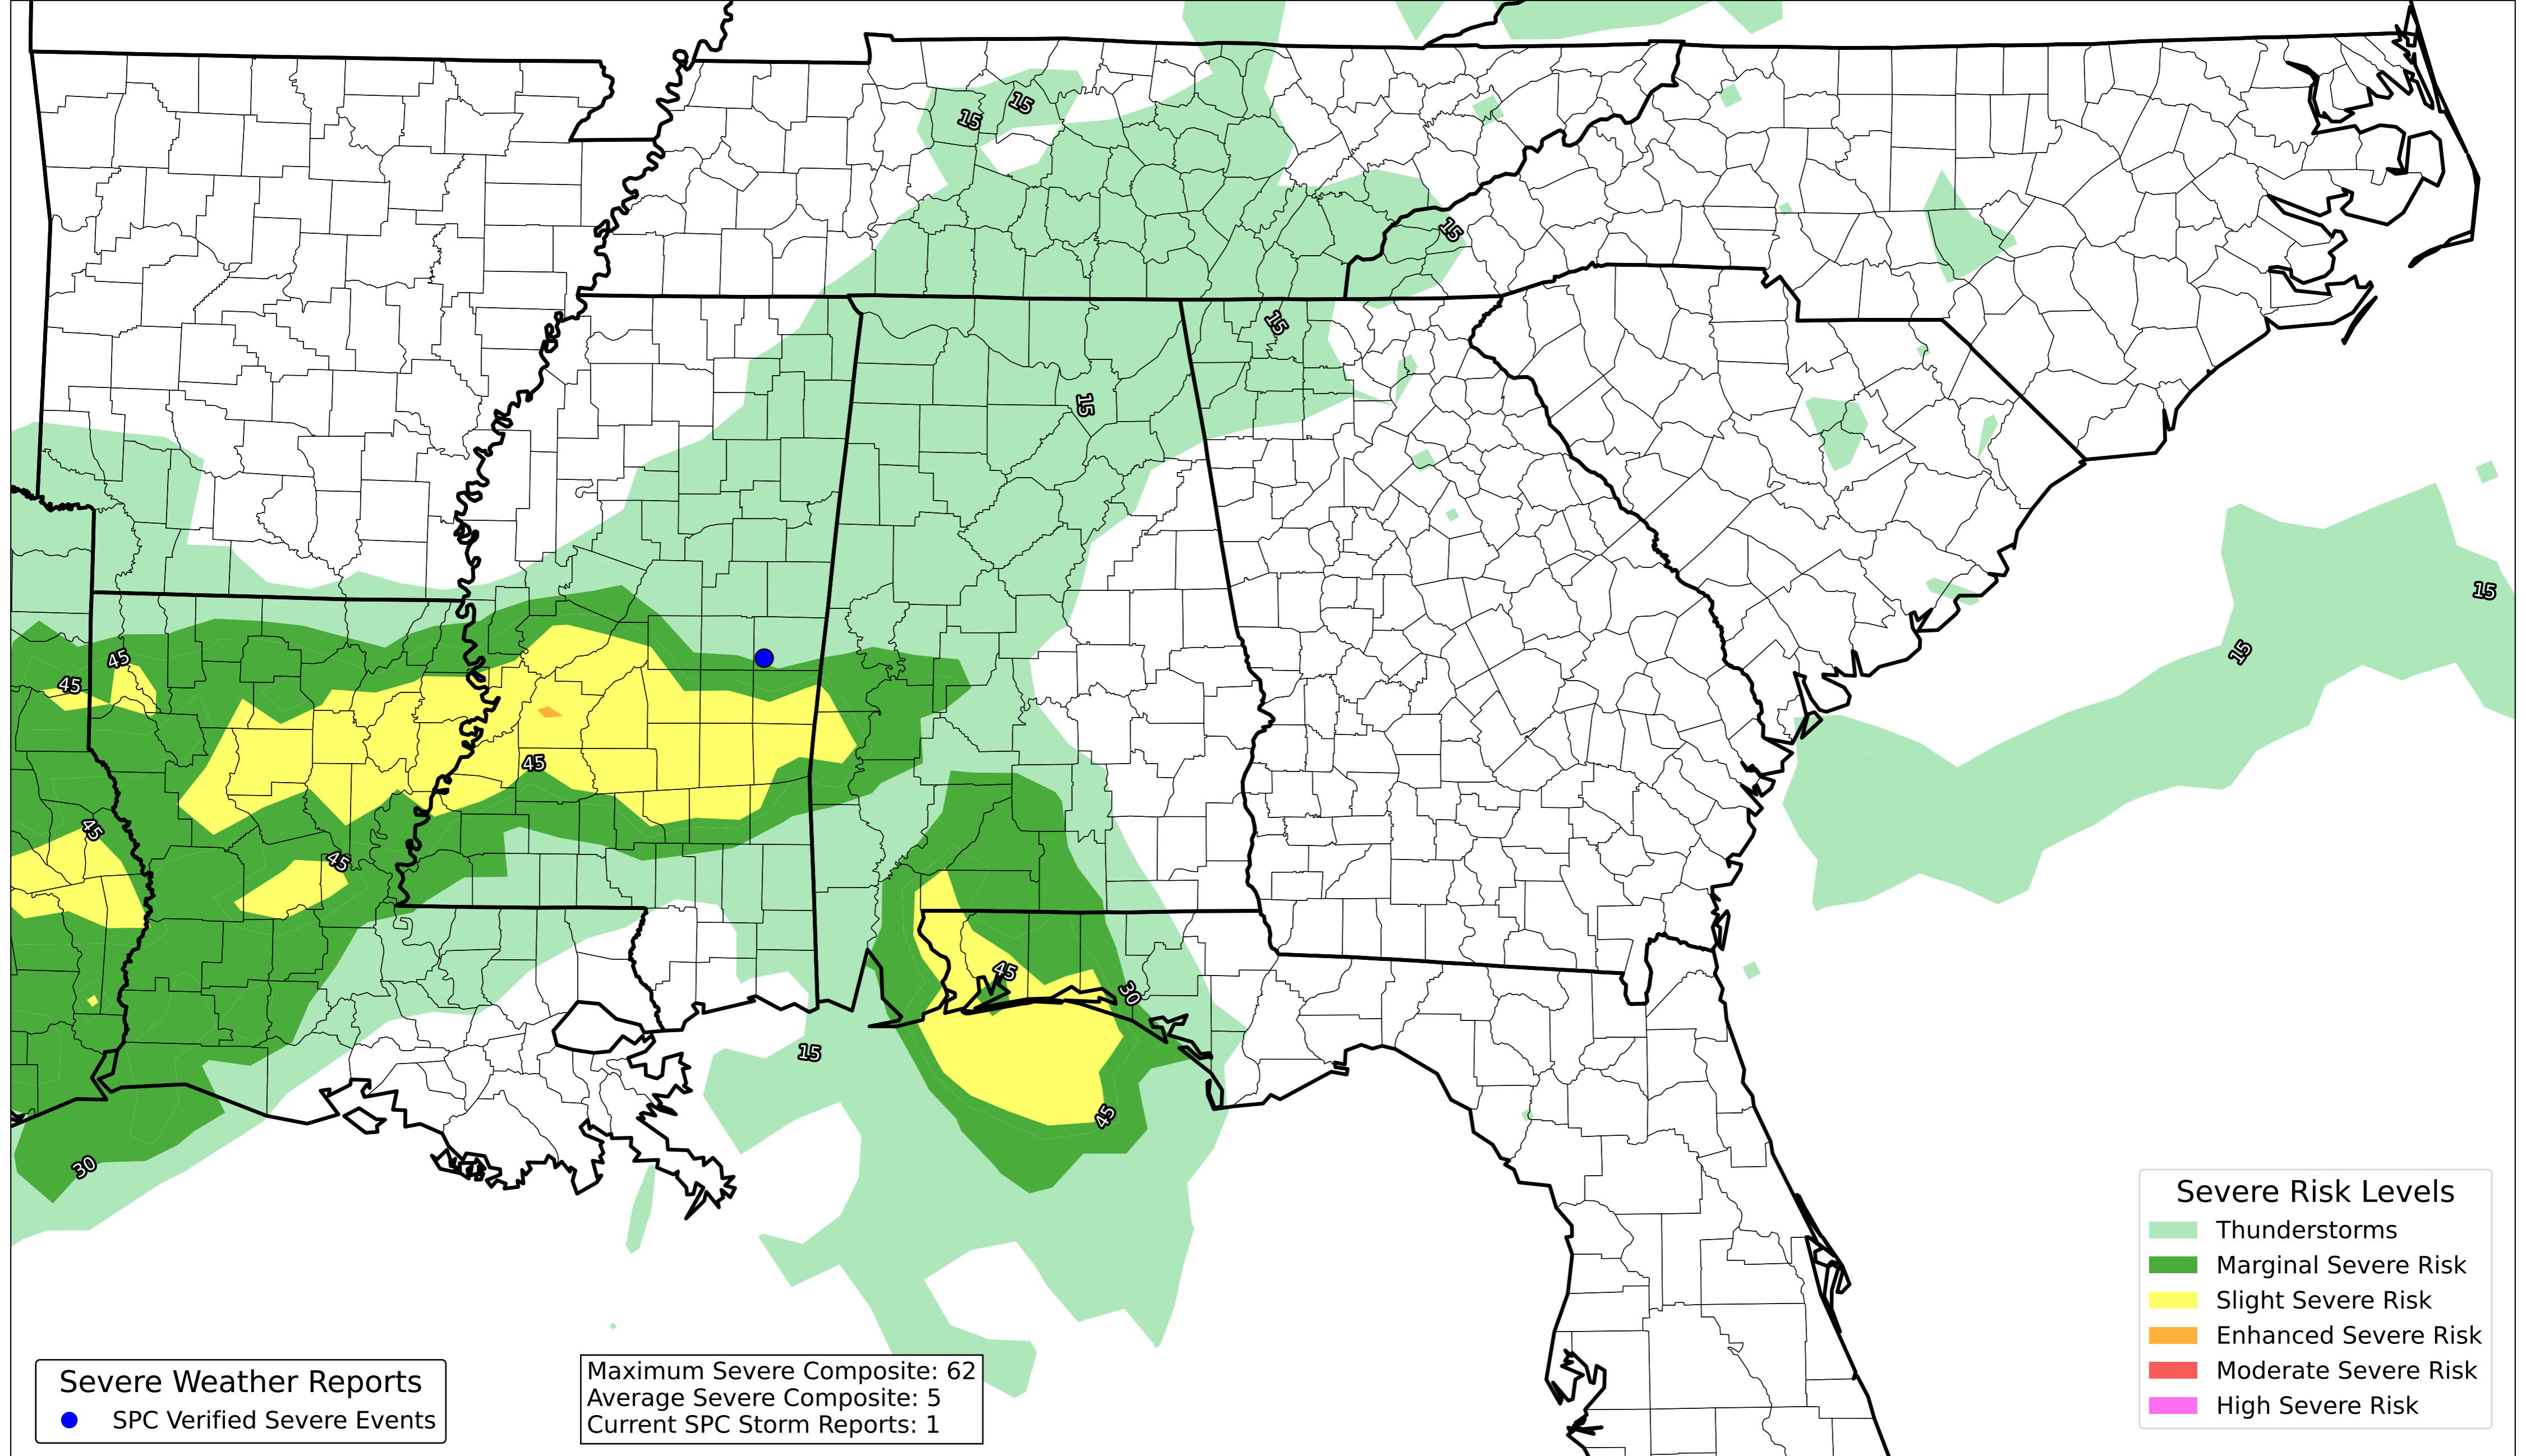 15
15
15
15
15
45
45
15
15
45
45
45
45
30
15
45
30
Severe Weather Reports
SPC Verified Severe Events
Maximum Severe Composite: 62
Average Severe Composite: 5
Current SPC Storm Reports: 1
Severe Risk Levels
Thunderstorms
Marginal Severe Risk
Slight Severe Risk
Enhanced Severe Risk
Moderate Severe Risk
High Severe Risk